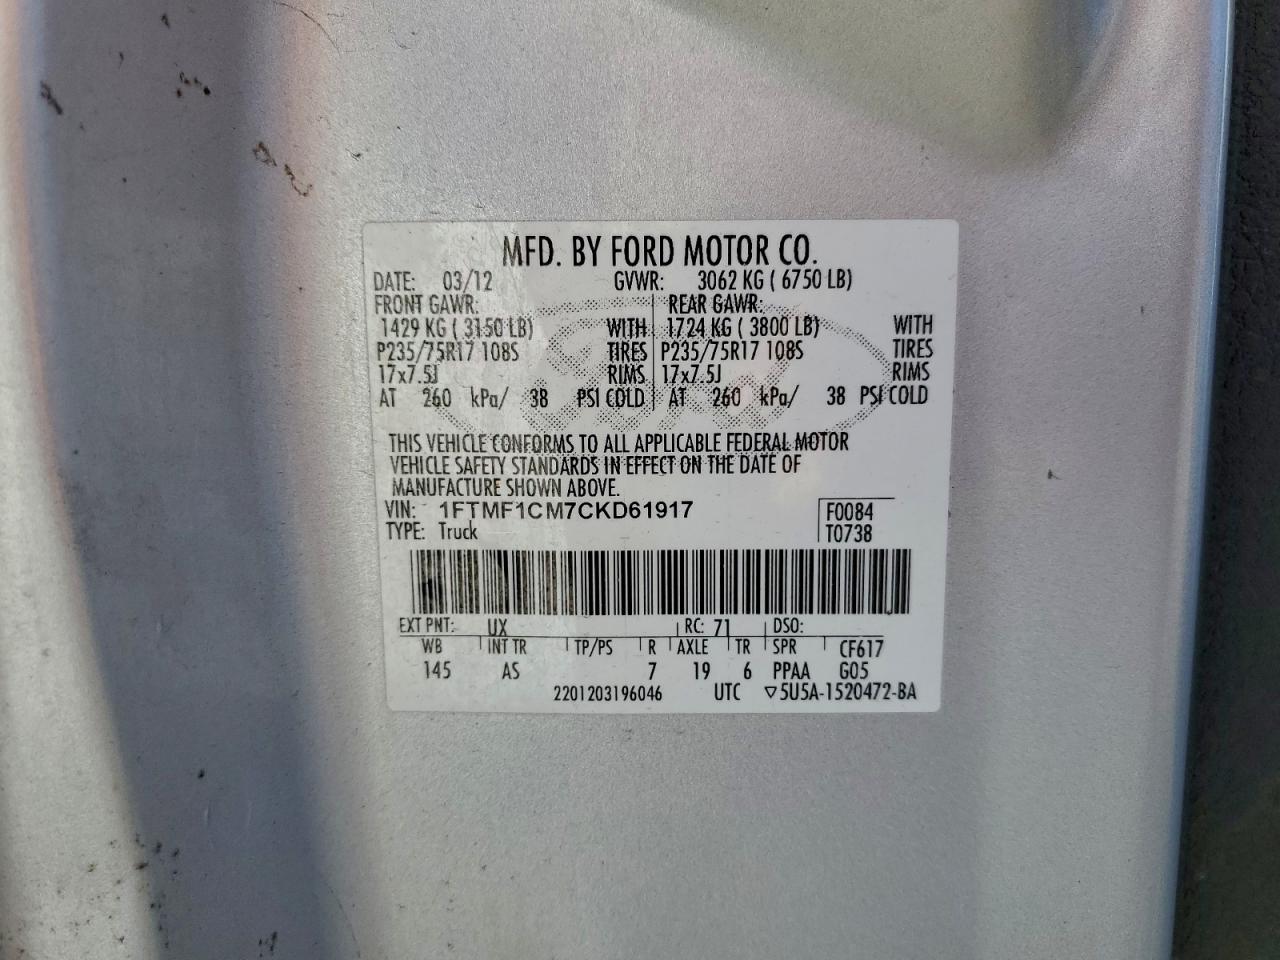 MFD. BY FORD MOTOR CO.
DATE: 03/12 GVWR: 3062 KG ( 6750 LB)
FRONT GAWR: REAR GAWR:
1429 KG ( 3150 LB) WITH 1724 KG ( 3800 LB) WITH
P235/75R17 108S TIRES P235/75R17 108S TIRES
17x7.5J RIMS 17x7.5J RIMS
AT 260 kPa/ 38 PSI COLD AT 260 kPa/ 38 PSI COLD
THIS VEHICLE CONFORMS TO ALL APPLICABLE FEDERAL MOTOR
VEHICLE SAFETY STANDARDS IN EFFECT ON THE DATE OF
MANUFACTURE SHOWN ABOVE.
VIN: 1FTMF1CM7CKD61917 F0084
TYPE: Truck T0738
EXT PNT: UX RC: 71 DSO:
WB INT TR TP/PS R AXLE TR SPR CF617
145 AS 7 19 6 PPAA G05
2201203196046 UTC ▽5U5A-1520472-BA